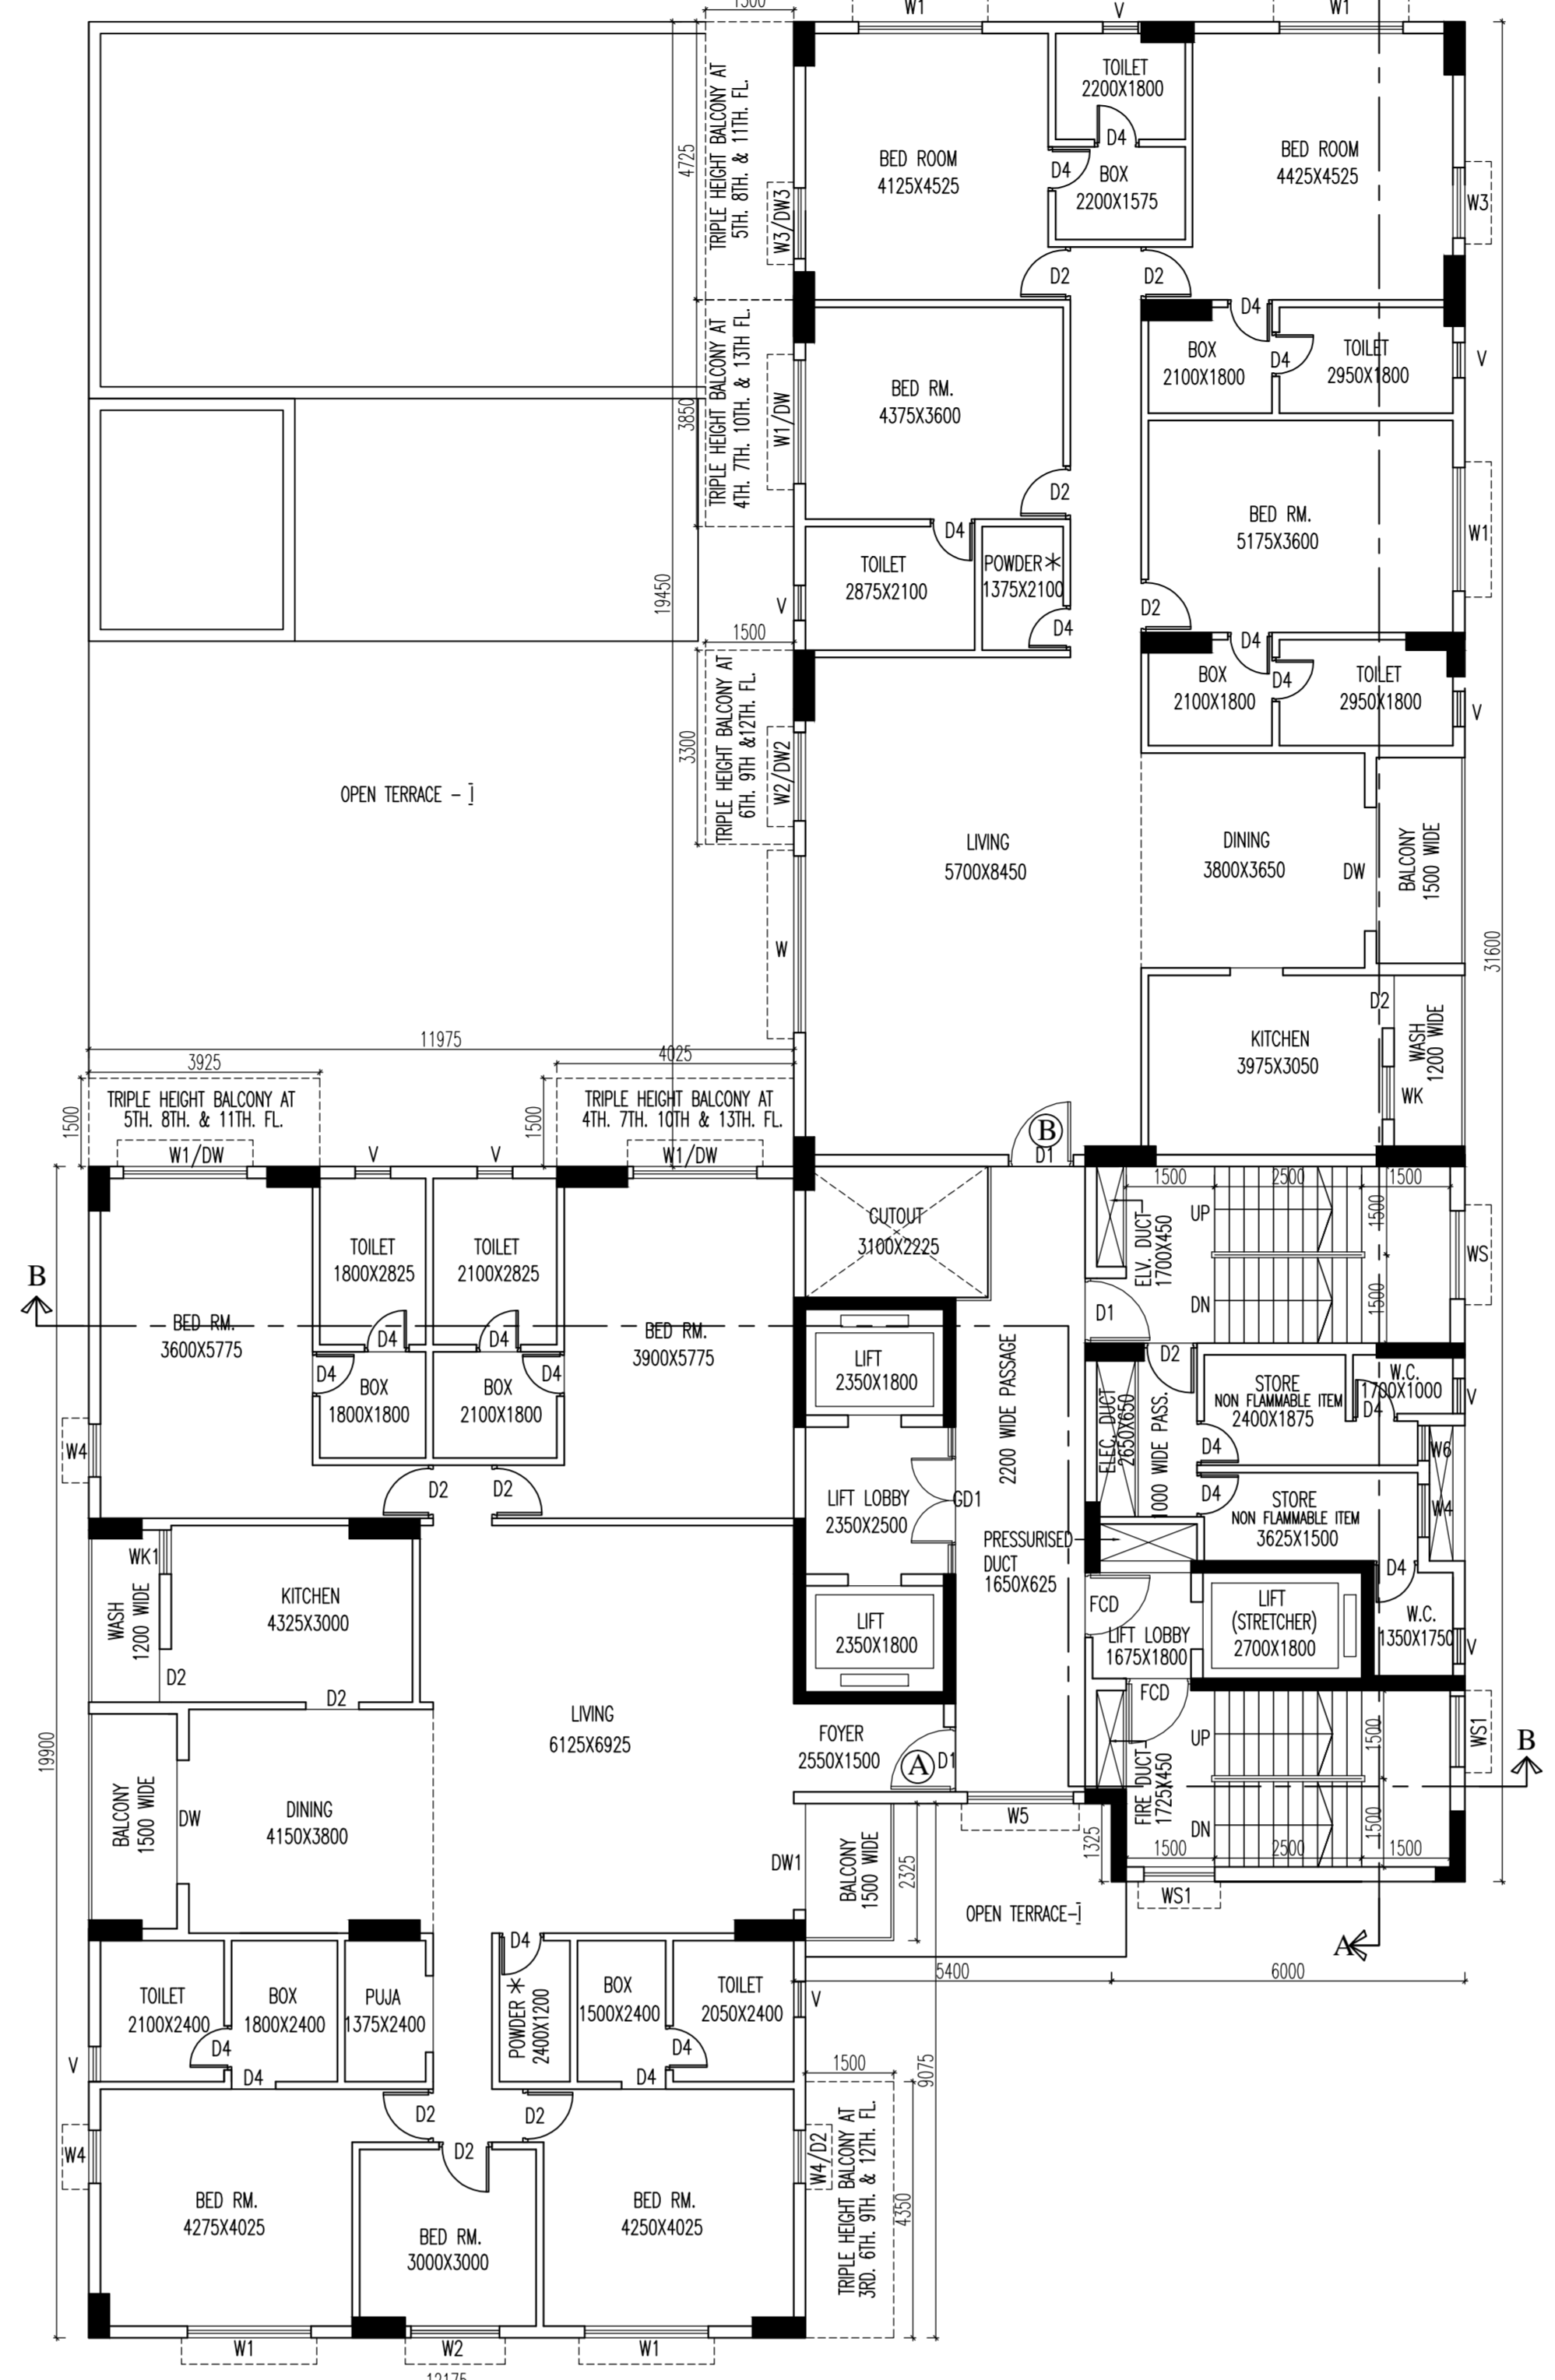 1500
W1
V
W1
TRIPLE HEIGHT BALCONY AT
5TH. 8TH. & 11TH. FL.
4725
W3/DW3
BED ROOM
4125X4525
TOILET
2200X1800
D4
D4
BOX
2200X1575
BED ROOM
4425X4525
W3
D2
D2
TRIPLE HEIGHT BALCONY AT
4TH. 7TH. 10TH. & 13TH FL.
3850
W1/DW
BED RM.
4375X3600
D2
D4
BOX
2100X1800
D4
TOILET
2950X1800
V
BED RM.
5175X3600
W1
D4
TOILET
2875X2100
POWDER*
1375X2100
D4
V
D2
D4
BOX
2100X1800
D4
TOILET
2950X1800
V
19450
1500
TRIPLE HEIGHT BALCONY AT
6TH. 9TH &12TH. FL.
3300
W2/DW2
OPEN TERRACE - I
LIVING
5700X8450
DINING
3800X3650
DW
BALCONY
1500 WIDE
W
31600
D2
KITCHEN
3975X3050
WASH
1200 WIDE
WK
11975
3925
4025
TRIPLE HEIGHT BALCONY AT
5TH. 8TH. & 11TH. FL.
1500
TRIPLE HEIGHT BALCONY AT
4TH. 7TH. 10TH & 13TH. FL.
1500
W1/DW
V
V
W1/DW
B
D1
CUTOUT
3100X2225
ELV. DUCT
1700X450
1500
2500
1500
UP
1500
DN
1500
WS
D1
B
TOILET
1800X2825
TOILET
2100X2825
BED RM.
3600X5775
BED RM.
3900X5775
D4
D4
D4
D4
BOX
1800X1800
BOX
2100X1800
W4
D2
D2
LIFT
2350X1800
2200 WIDE PASSAGE
LIFT LOBBY
2350X2500
GD1
LIFT
2350X1800
D2
ELEC. DUCT
2650X650
1000 WIDE PASS.
STORE
NON FLAMMABLE ITEM
2400X1875
W.C.
1700X1000
D4
V
D4
W6
D4
STORE
NON FLAMMABLE ITEM
3625X1500
W4
PRESSURISED
DUCT
1650X625
D4
FCD
LIFT LOBBY
1675X1800
LIFT
(STRETCHER)
2700X1800
W.C.
1350X1750
V
FCD
WK1
WASH
1200 WIDE
KITCHEN
4325X3000
D2
D2
LIVING
6125X6925
FOYER
2550X1500
A
D1
FIRE DUCT
1725X450
UP
1500
DN
1500
WS1
B
1500
2500
1500
WS1
W5
1325
19900
BALCONY
1500 WIDE
DW
DINING
4150X3800
DW1
BALCONY
1500 WIDE
2325
OPEN TERRACE-I
A
5400
6000
TOILET
2100X2400
BOX
1800X2400
PUJA
1375X2400
D4
POWDER *
2400X1200
BOX
1500X2400
TOILET
2050X2400
V
D4
D4
D4
D4
V
1500
9075
D2
D2
D2
W4
W4/D2
TRIPLE HEIGHT BALCONY AT
3RD. 6TH. 9TH. & 12TH. FL.
4350
BED RM.
4275X4025
BED RM.
3000X3000
BED RM.
4250X4025
W1
W2
W1
12175